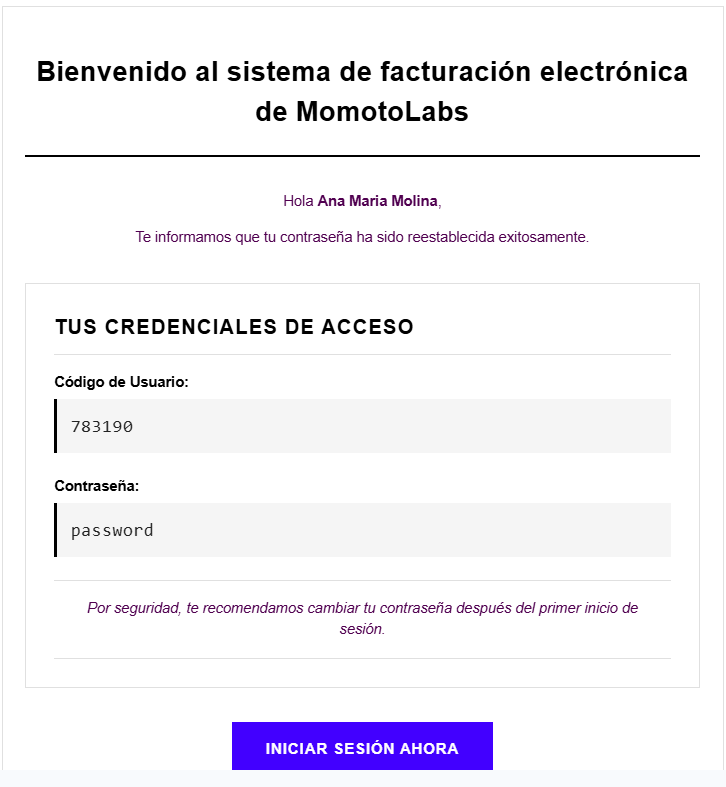 Bienvenido al sistema de facturación electrónica
de MomotoLabs
Hola Ana Maria Molina,
Te informamos que tu contraseña ha sido reestablecida exitosamente.
TUS CREDENCIALES DE ACCESO
Código de Usuario:
783190
Contraseña:
password
Por seguridad, te recomendamos cambiar tu contraseña después del primer inicio de
sesión.
INICIAR SESIÓN AHORA